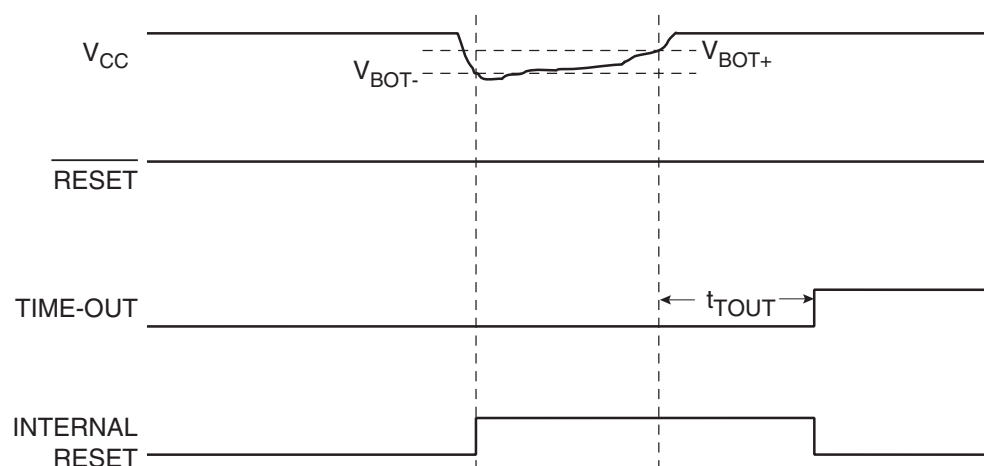 VCC
VBOT-
VBOT+
RESET
TIME-OUT
tTOUT
INTERNAL
RESET